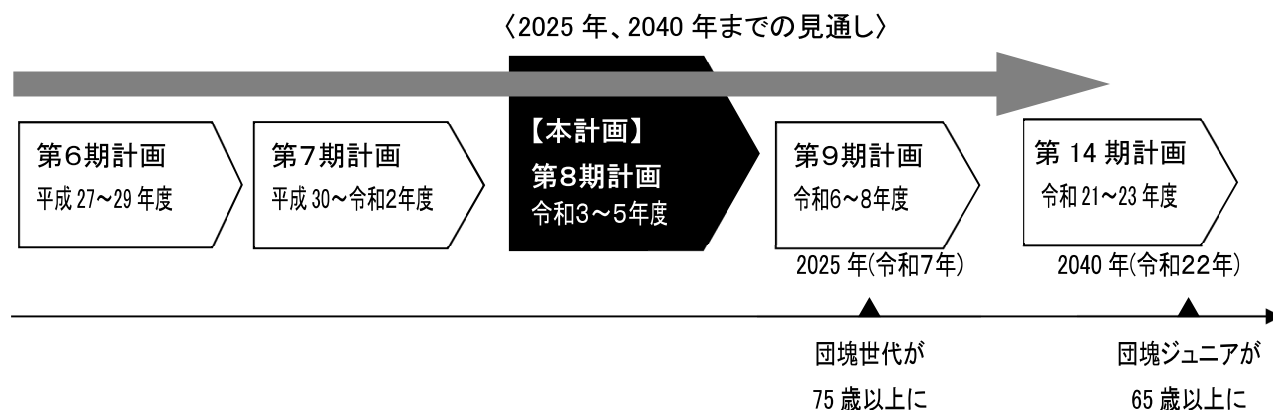 〈2025 年、2040 年までの見通し〉
第６期計画
平成 27～29 年度
第７期計画
平成 30～令和２年度
【本計画】
第８期計画
令和３～５年度
第９期計画
令和６～８年度
第 14 期計画
令和 21～23 年度
2025 年(令和７年)
2040 年(令和２２年)
団塊世代が
75 歳以上に
団塊ジュニアが
65 歳以上に